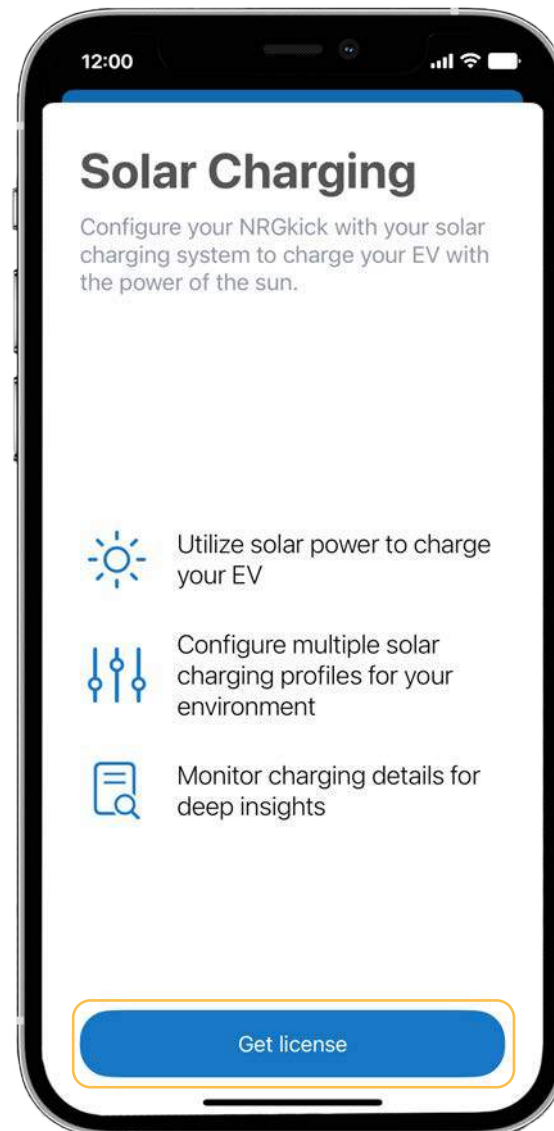 12:00
Solar Charging
Configure your NRGkick with your solar
charging system to charge your EV with
the power of the sun.
Utilize solar power to charge
your EV
Configure multiple solar
charging profiles for your
environment
Monitor charging details for
deep insights
Get license